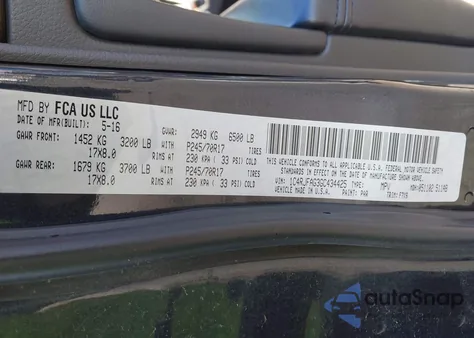 MFD BY FCA US LLC
DATE OF MFR(BUILT): 5-16 GVWR: 2949 KG 6500 LB
GAWR FRONT: 1452 KG 3200 LB TIRES P245/70R17
17X8.0 RIMS AT 230 KPA (33 PSI) COLD
GAWR REAR: 1679 KG 3700 LB TIRES P245/70R17
17X8.0 RIMS AT 230 KPA (33 PSI) COLD
THIS VEHICLE CONFORMS TO ALL APPLICABLE U.S.A. FEDERAL MOTOR VEHICLE SAFETY
STANDARDS IN EFFECT ON THE DATE OF MANUFACTURE SHOWN ABOVE.
VIN: 1C4RJFAG3GC434425 TYPE: MPV MDH:
VEHICLE MADE IN U.S.A. PAINT: PAR TRIM:
autoSnap